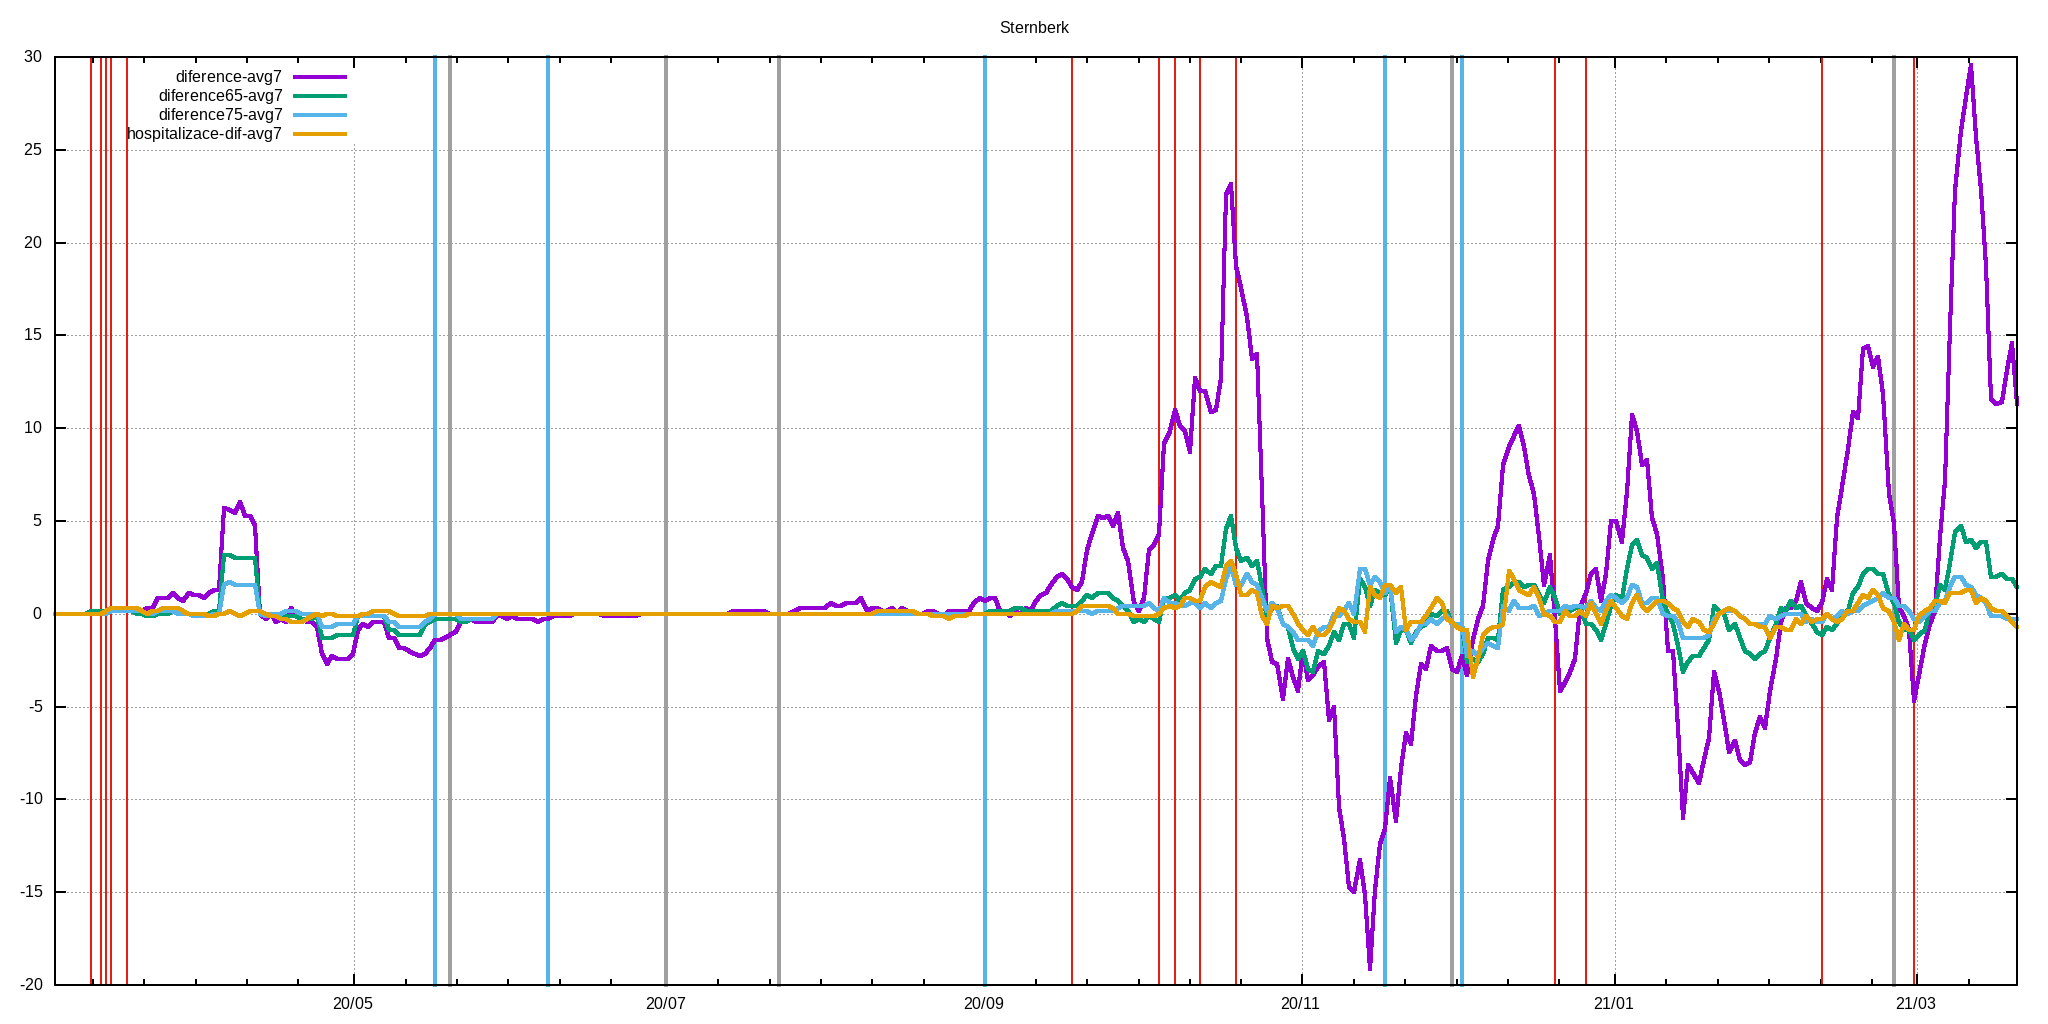 Sternberk
30
diference-avg7
diference65-avg7
diference75-avg7
hospitalizace-dif-avg7
25
20
15
10
5
0
-5
-10
-15
-20
20/05 20/07 20/09 20/11 21/01 21/03